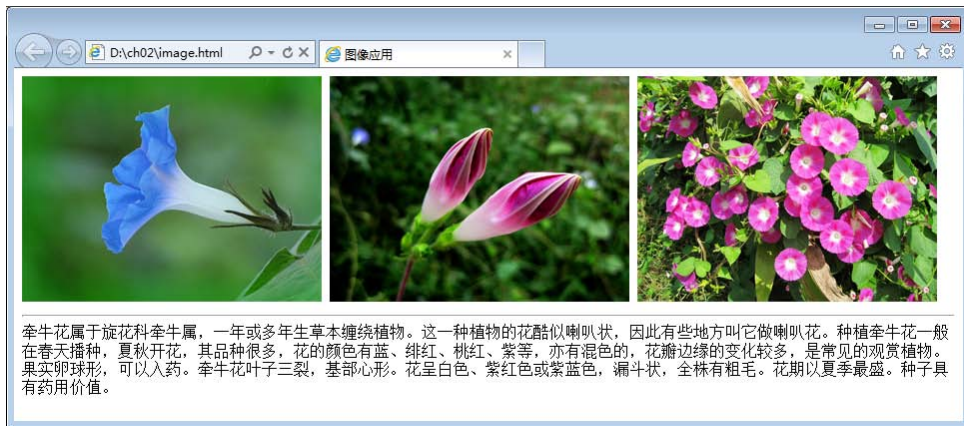 D:\ch02\image.html
图像应用
牵牛花属于旋花科牵牛属，一年或多年生草本缠绕植物。这一种植物的花酷似喇叭状，因此有些地方叫它做喇叭花。种植牵牛花一般
在春天播种，夏秋开花，其品种很多，花的颜色有蓝、绯红、桃红、紫等，亦有混色的，花瓣边缘的变化较多，是常见的观赏植物。
果实卵球形，可以入药。牵牛花叶子三裂，基部心形。花呈白色、紫红色或紫蓝色，漏斗状，全株有粗毛。花期以夏季最盛。种子具
有药用价值。